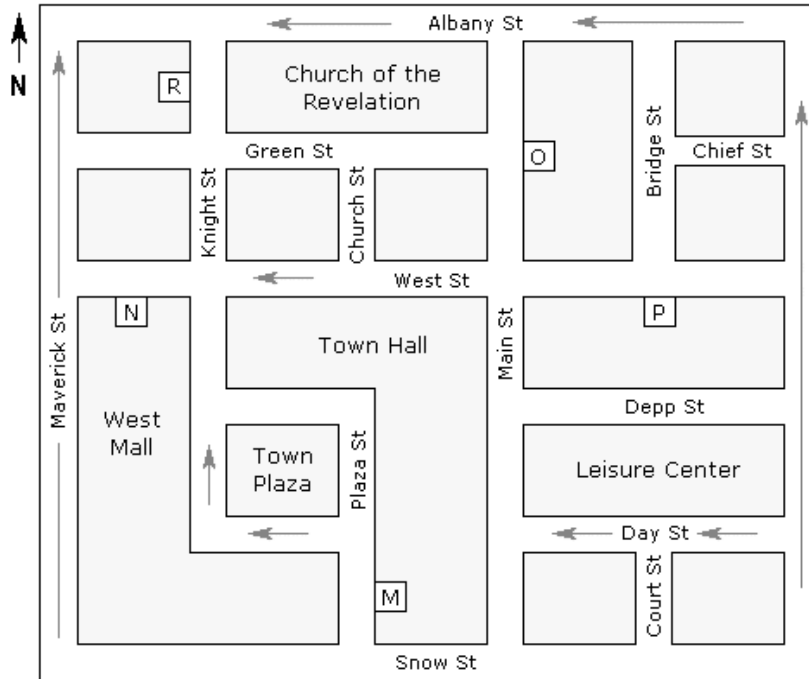 Albany St
N
R
Church of the
Revelation
Green St
O
Bridge St
Chief St
Knight St
Church St
West St
Maverick St
N
P
Town Hall
Main St
Depp St
West
Mall
Town
Plaza
Plaza St
Leisure Center
Day St
M
Court St
Snow St